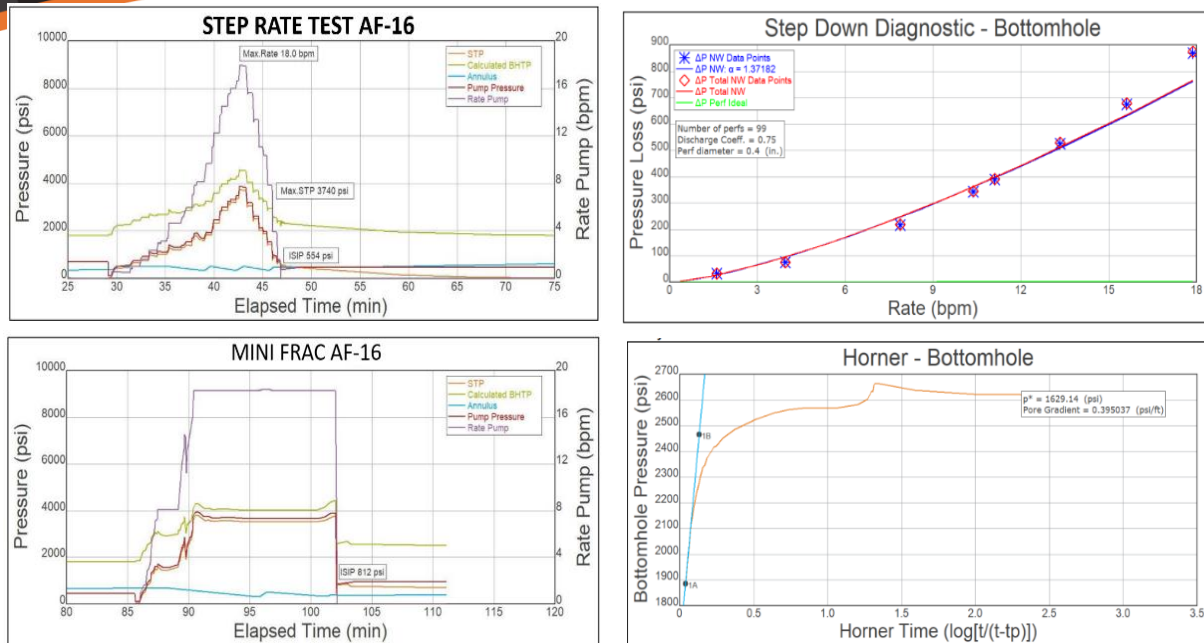 STEP RATE TEST AF-16
10000
8000
6000
4000
2000
0
Pressure (psi)
20
16
12
8
4
0
Rate Pump (bpm)
Max.Rate 18.0 bpm
STP
Calculated BHTP
Annulus
Pump Pressure
Rate Pump
Max.STP 3740 psi
ISIP 554 psi
25 30 35 40 45 50 55 60 65 70 75
Elapsed Time (min)
Step Down Diagnostic - Bottomhole
900
800
700
600
500
400
300
200
100
0
Pressure Loss (psi)
ΔP NW Data Points
ΔP NW: α = 1.37182
ΔP Total NW Data Points
ΔP Total NW
ΔP Perf Ideal
Number of perfs = 99
Discharge Coeff. = 0.75
Perf diameter = 0.4 (in.)
0 3 6 9 12 15 18
Rate (bpm)
MINI FRAC AF-16
10000
8000
6000
4000
2000
0
Pressure (psi)
20
16
12
8
4
0
Rate Pump (bpm)
STP
Calculated BHTP
Annulus
Pump Pressure
Rate Pump
ISIP 812 psi
80 85 90 95 100 105 110 115 120
Elapsed Time (min)
Horner - Bottomhole
2700
2600
2500
2400
2300
2200
2100
2000
1900
1800
Bottomhole Pressure (psi)
p* = 1629.14 (psi)
Pore Gradient = 0.395037 (psi/ft)
1B
1A
0.0 0.5 1.0 1.5 2.0 2.5 3.0 3.5
Horner Time (log[t/(t-tp)])